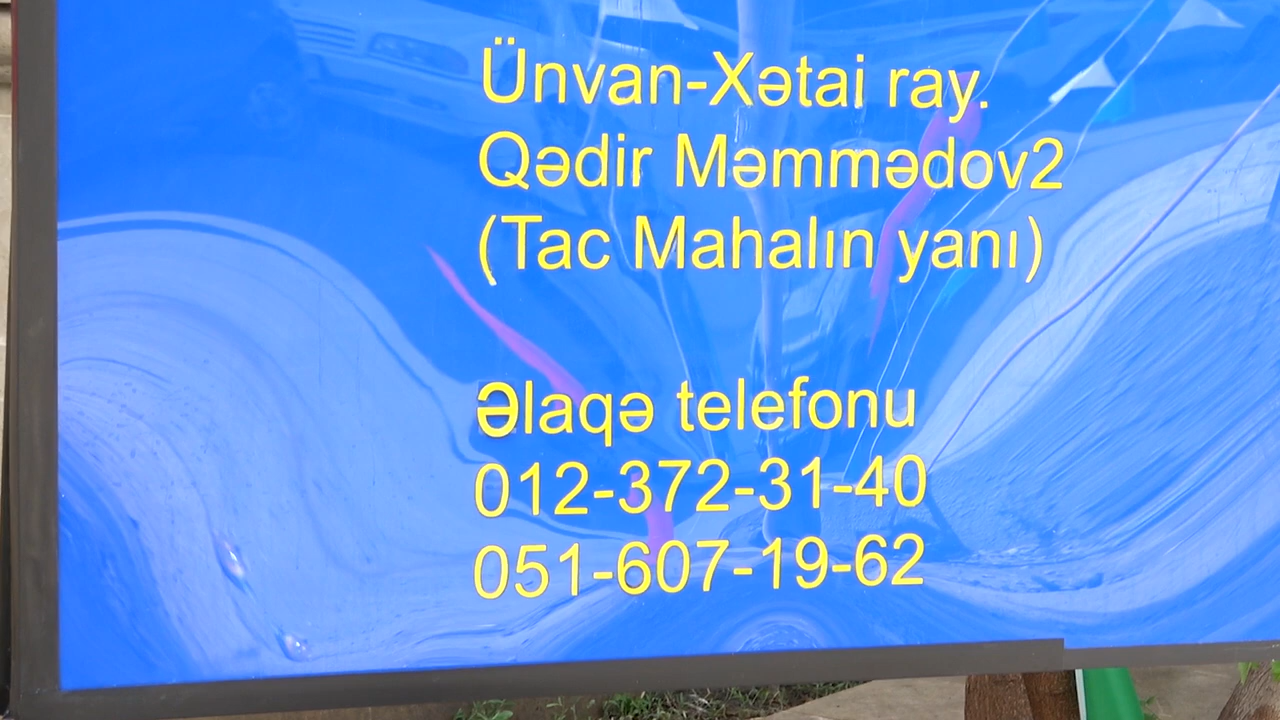 Ünvan-Xətai ray.
Qədir Məmmədov2
(Tac Mahalın yanı)
Əlaqə telefonu
012-372-31-40
051-607-19-62